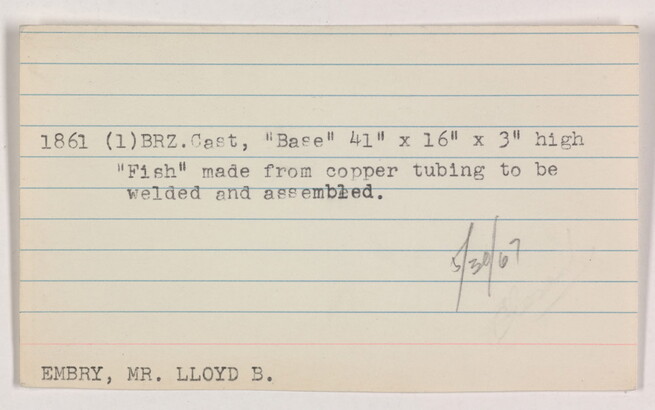 1861 (1)BRZ.Cast, "Base" 41" x 16" x 3" high
"Fish" made from copper tubing to be
welded and assembled.
5/30/67
EMBRY, MR. LLOYD B.